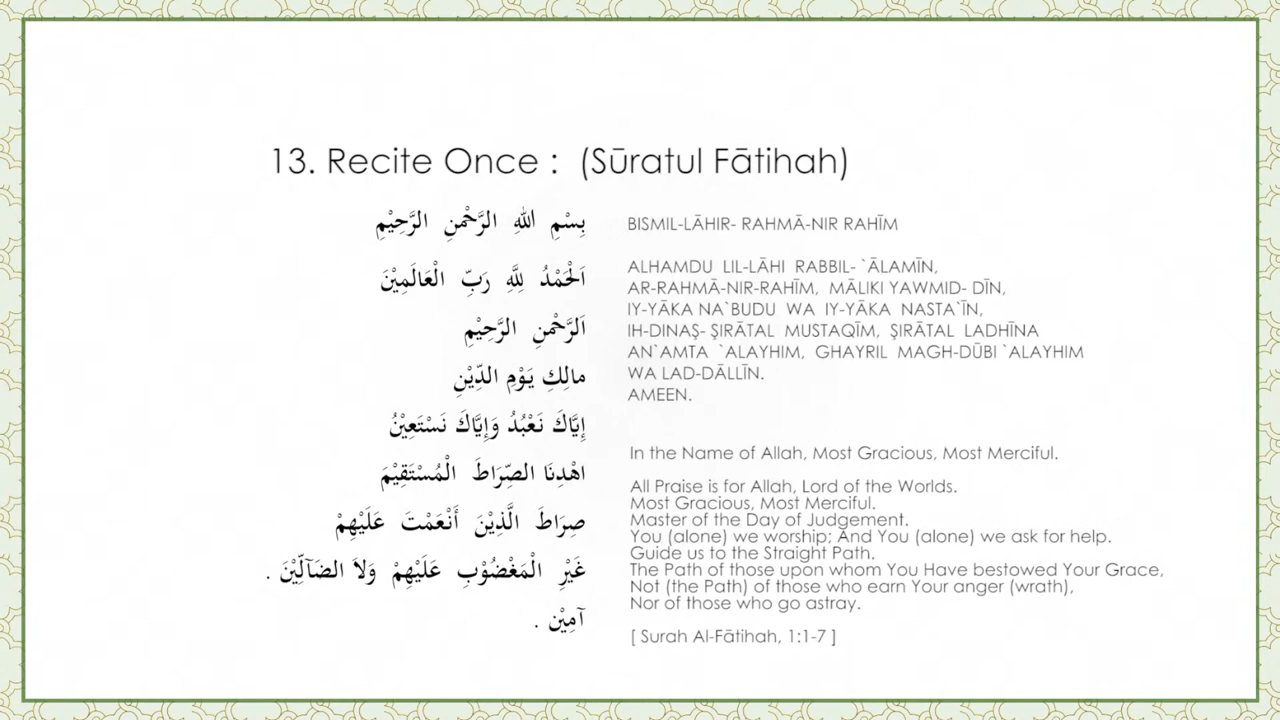 13. Recite Once :  (Sūratul Fātihah)
بِسْمِ اللهِ الرَّحْمٰنِ الرَّحِيْمِ
اَلْحَمْدُ لِلَّهِ رَبِّ الْعَالَمِيْنَ
اَلرَّحْمٰنِ الرَّحِيْمِ
مالِكِ يَوْمِ الدِّيْنِ
إِيَّاكَ نَعْبُدُ وَإِيَّاكَ نَسْتَعِيْنُ
اهْدِنَا الصِّرَاطَ الْمُسْتَقِيْمَ
صِرَاطَ الَّذِيْنَ أَنْعَمْتَ عَلَيْهِمْ
غَيْرِ الْمَغْضُوْبِ عَلَيْهِمْ وَلاَ الضَآلِّيْنَ .
آمِيْن .
BISMIL-LĀHIR- RAHMĀ-NIR RAHĪM
ALHAMDU LIL-LĀHI RABBIL- `ĀLAMĪN,
AR-RAHMĀ-NIR-RAHĪM, MĀLIKI YAWMID- DĪN,
IY-YĀKA NA`BUDU WA IY-YĀKA NASTA`ĪN,
IH-DINAṢ- ṢIRĀTAL MUSTAQĪM, ṢIRĀTAL LADHĪNA
AN`AMTA `ALAYHIM, GHAYRIL MAGH-DŪBI `ALAYHIM
WA LAD-DĀLLĪN.
AMEEN.
In the Name of Allah, Most Gracious, Most Merciful.
All Praise is for Allah, Lord of the Worlds.
Most Gracious, Most Merciful.
Master of the Day of Judgement.
You (alone) we worship; And You (alone) we ask for help.
Guide us to the Straight Path.
The Path of those upon whom You Have bestowed Your Grace,
Not (the Path) of those who earn Your anger (wrath),
Nor of those who go astray.
[ Surah Al-Fātihah, 1:1-7 ]